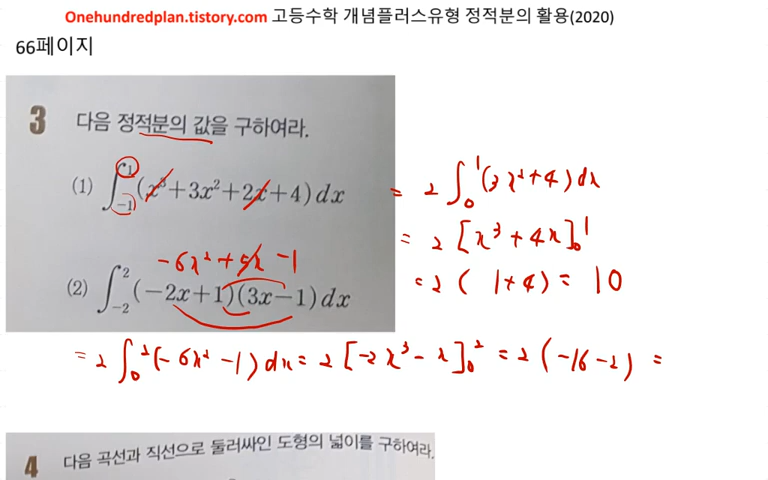 Onehundredplan.tistory.com 고등수학 개념플러스유형 정적분의 활용(2020)
66페이지
3 다음 정적분의 값을 구하여라.
(1) ∫₋₁¹ (x³+3x²+2x+4) dx = 2 ∫₀¹ (3x²+4) dx
= 2 [x³+4x]₀¹
= 2 ( 1+4) = 10
-6x²+5x-1
(2) ∫₋₂² (−2x+1)(3x−1) dx
= 2 ∫₀² (-6x²-1) dx = 2 [-2x³-x]₀² = 2 (-16-2) =
4 다음 곡선과 직선으로 둘러싸인 도형의 넓이를 구하여라.